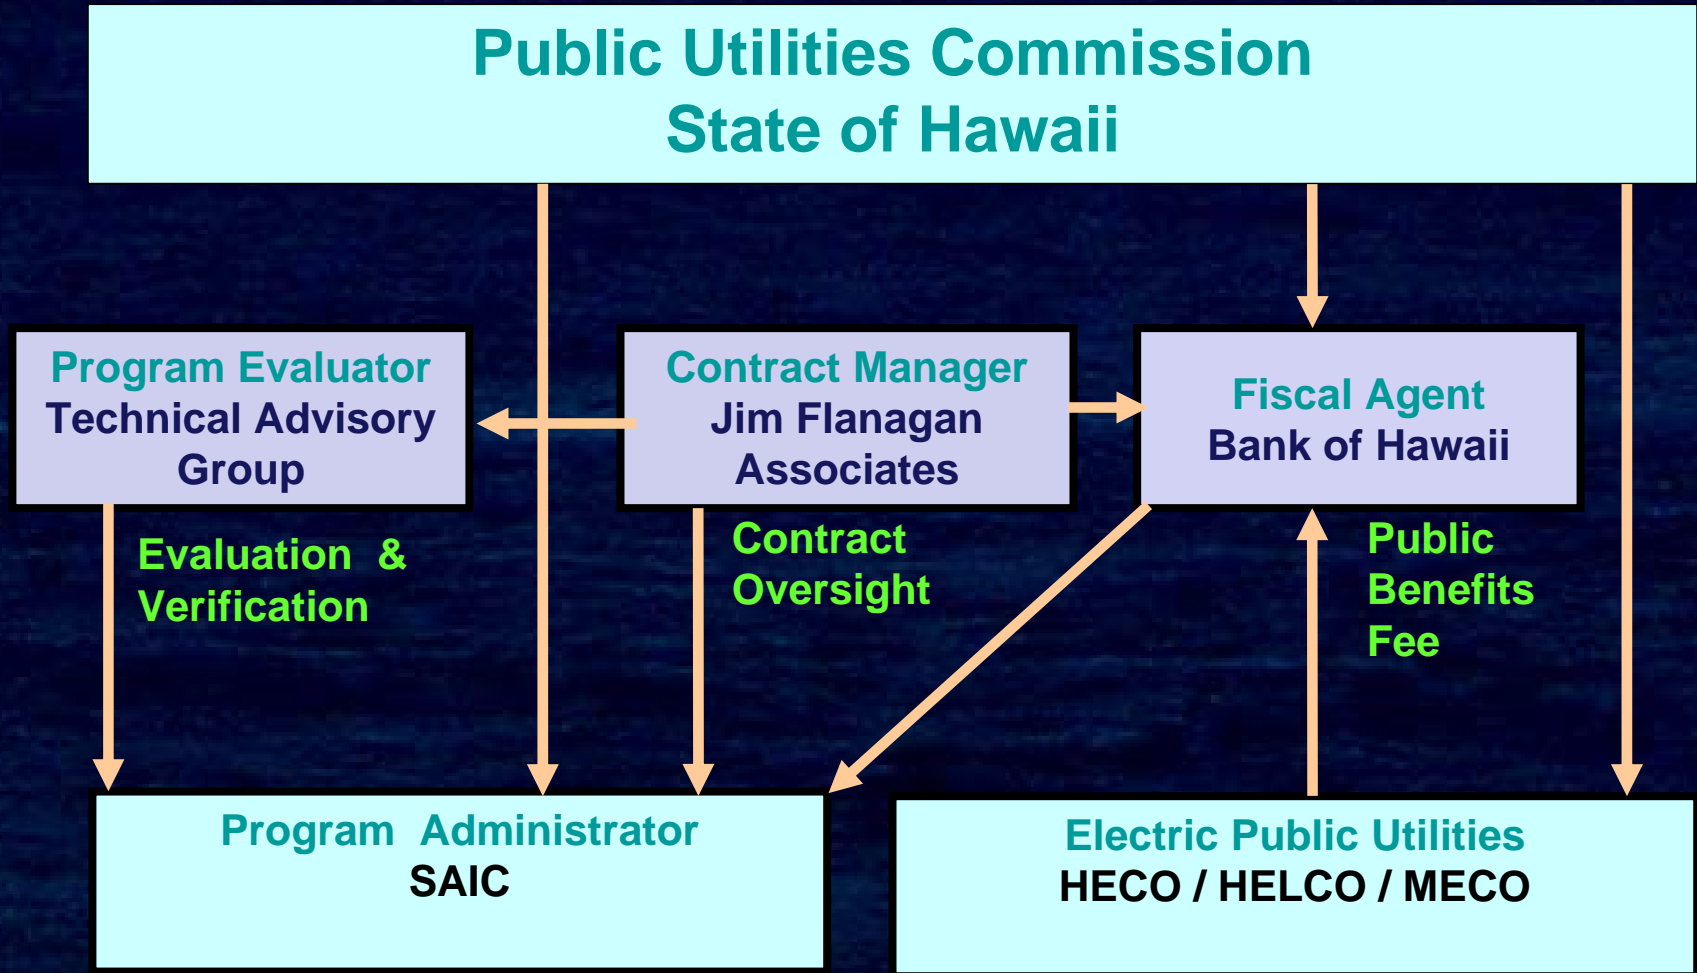 Public Utilities Commission
State of Hawaii
Program Evaluator
Technical Advisory
Group
Contract Manager
Jim Flanagan
Associates
Fiscal Agent
Bank of Hawaii
Evaluation &
Verification
Contract
Oversight
Public
Benefits
Fee
Program Administrator
SAIC
Electric Public Utilities
HECO / HELCO / MECO